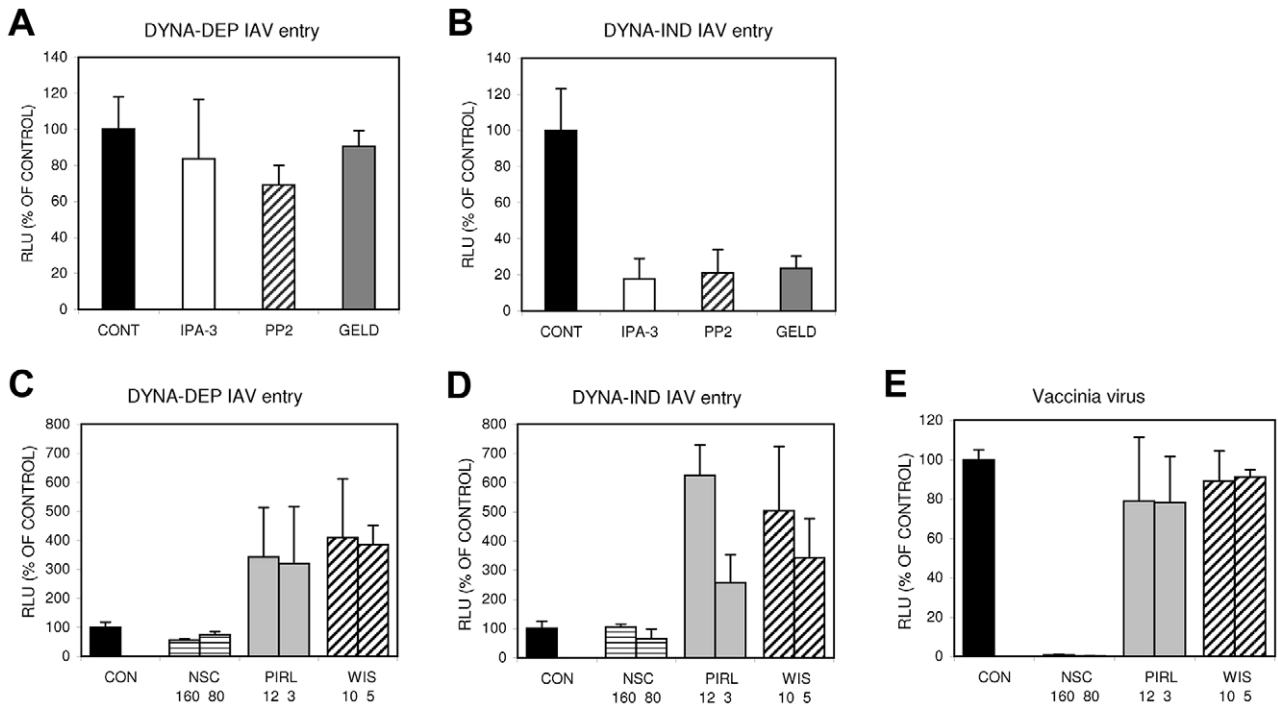 A
DYNA-DEP IAV entry
RLU (% OF CONTROL)
140
120
100
80
60
40
20
0
CONT IPA-3 PP2 GELD
B
DYNA-IND IAV entry
RLU (% OF CONTROL)
140
120
100
80
60
40
20
0
CONT IPA-3 PP2 GELD
C
DYNA-DEP IAV entry
RLU (% OF CONTROL)
800
700
600
500
400
300
200
100
0
CON NSC PIRL WIS
160 80 12 3 10 5
D
DYNA-IND IAV entry
RLU (% OF CONTROL)
800
700
600
500
400
300
200
100
0
CON NSC PIRL WIS
160 80 12 3 10 5
E
Vaccinia virus
RLU (% OF CONTROL)
120
100
80
60
40
20
0
CON NSC PIRL WIS
160 80 12 3 10 5